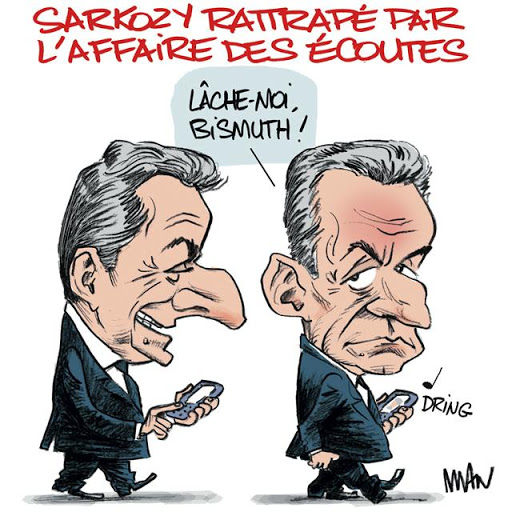 SARKOZY RATTRAPÉ PAR
L'AFFAIRE DES ÉCOUTES
LÂCHE-MOI,
BISMUTH !
DRING
MAN